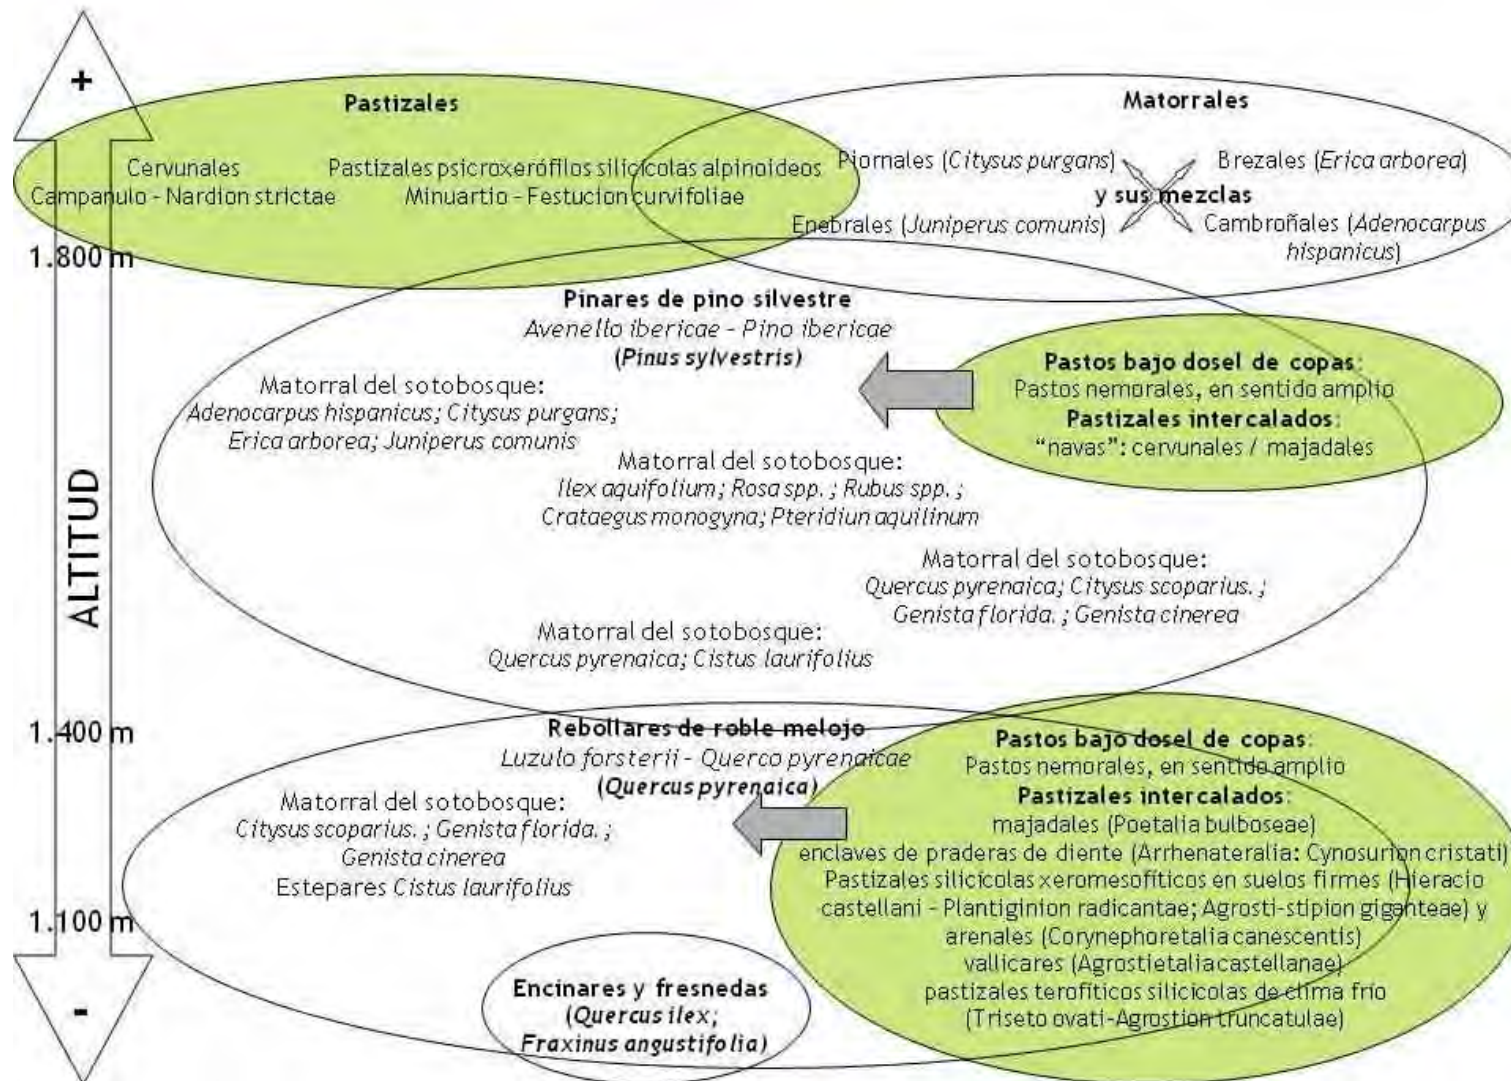 +
Pastizales
Matorrales
Cervunales
Campanulo - Nardion strictae
Pastizales psicroxerófilos silicícolas alpinoideos
Minuartio - Festucion curvifoliae
Piornales (Citysus purgans)
Brezales (Erica arborea)
y sus mezclas
Enebrales (Juniperus comunis)
Cambroñales (Adenocarpus
hispanicus)
1.800 m
Pinares de pino silvestre
Avenello ibericae - Pino ibericae
(Pinus sylvestris)
Pastos bajo dosel de copas:
Pastos nemorales, en sentido amplio
Pastizales intercalados:
“navas”: cervunales / majadales
Matorral del sotobosque:
Adenocarpus hispanicus; Citysus purgans;
Erica arborea; Juniperus comunis
Matorral del sotobosque:
Ilex aquifolium; Rosa spp. ; Rubus spp. ;
Crataegus monogyna; Pteridiun aquilinum
ALTITUD
Matorral del sotobosque:
Quercus pyrenaica; Citysus scoparius. ;
Genista florida. ; Genista cinerea
Matorral del sotobosque:
Quercus pyrenaica; Cistus laurifolius
1.400 m
Rebollares de roble melojo
Luzulo forsterii - Querco pyrenaicae
(Quercus pyrenaica)
Matorral del sotobosque:
Citysus scoparius. ; Genista florida. ;
Genista cinerea
Estepares Cistus laurifolius
Pastos bajo dosel de copas:
Pastos nemorales, en sentido amplio
Pastizales intercalados:
majadales (Poetalia bulboseae)
enclaves de praderas de diente (Arrhenateralia: Cynosurion cristati)
Pastizales silicícolas xeromesofíticos en suelos firmes (Hieracio
castellani - Plantiginion radicantae; Agrosti-stipion giganteae) y
arenales (Corynephoretalia canescentis)
vallicares (Agrostietalia castellanae)
pastizales terofíticos silicícolas de clima frío
(Triseto ovati-Agrostion truncatulae)
1.100 m
Encinares y fresnedas
(Quercus ilex;
Fraxinus angustifolia)
-